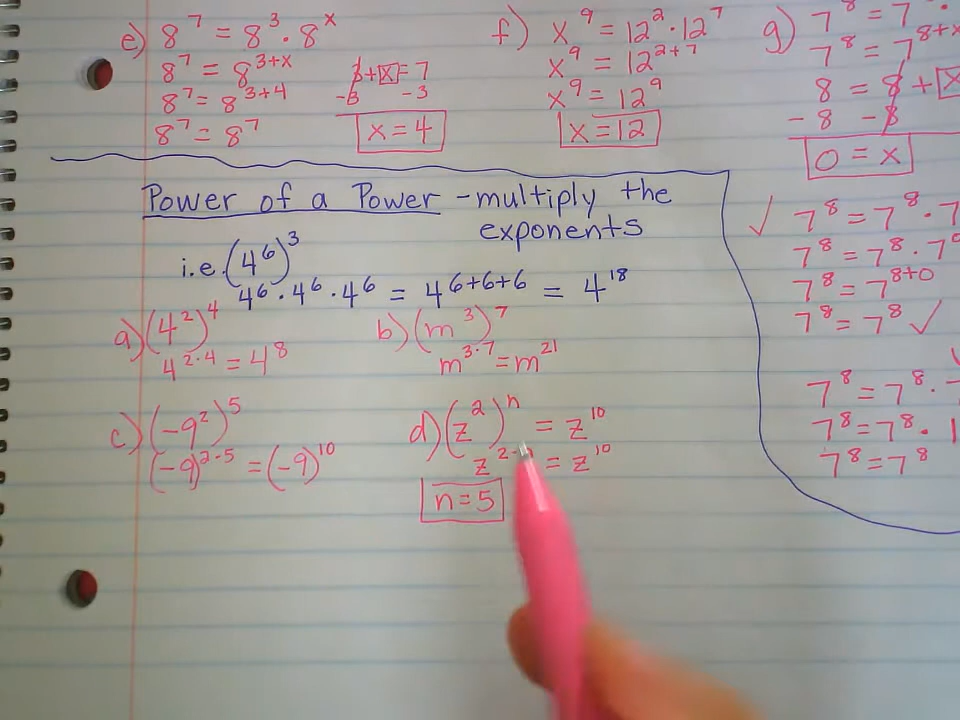 e) 8^7 = 8^3 · 8^x
8^7 = 8^{3+x}
8^7 = 8^{3+4}
8^7 = 8^7
3+x = 7
-3 -3
x = 4
f) x^9 = 12^2 · 12^7
x^9 = 12^{2+7}
x^9 = 12^9
x = 12
g) 7^8 = 7
7^8 = 7^{8+x}
8 = 8 + x
-8 -8
0 = x
Power of a Power - multiply the
exponents
i.e. (4^6)^3
4^6 · 4^6 · 4^6 = 4^{6+6+6} = 4^{18}
a) (4^2)^4
4^{2·4} = 4^8
b) (m^3)^7
m^{3·7} = m^{21}
c) (-9^2)^5
(-9)^{2·5} = (-9)^{10}
d) (z^2)^n = z^{10}
z^{2·} = z^{10}
n = 5
✓ 7^8 = 7^8 · 7
7^8 = 7^8 · 7^0
7^8 = 7^{8+0}
7^8 = 7^8 ✓
7^8 = 7^8 ·
7^8 = 7^8 · 1
7^8 = 7^8